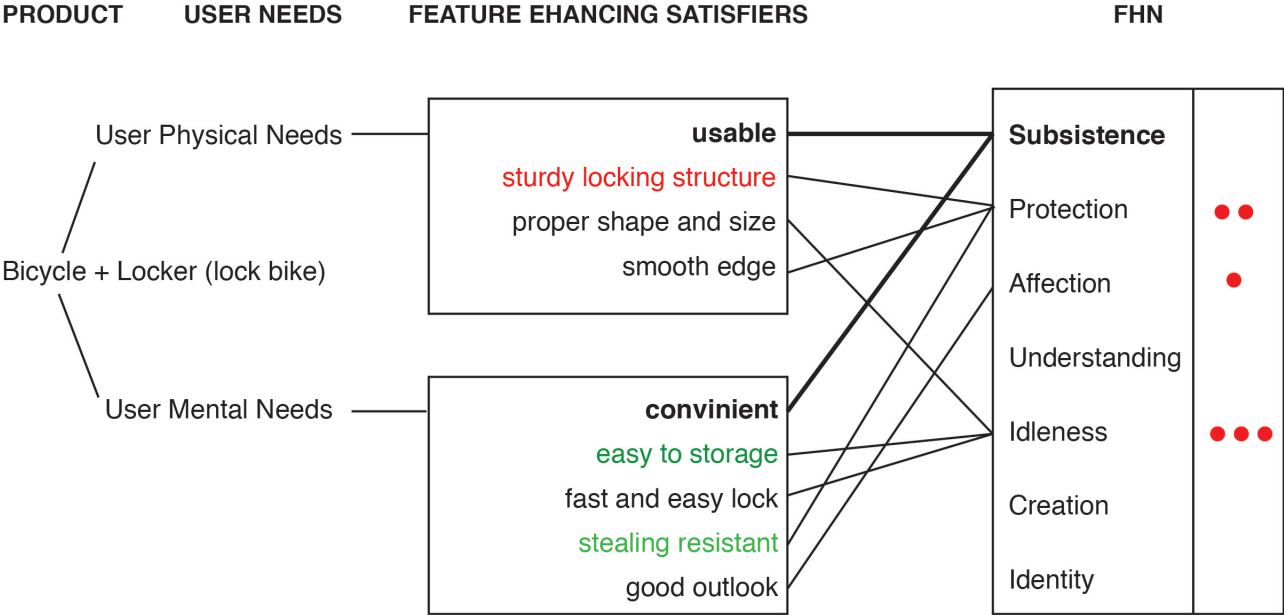 PRODUCT USER NEEDS FEATURE EHANCING SATISFIERS FHN
User Physical Needs
Bicycle + Locker (lock bike)
User Mental Needs
usable
sturdy locking structure
proper shape and size
smooth edge
convinient
easy to storage
fast and easy lock
stealing resistant
good outlook
Subsistence
Protection
Affection
Understanding
Idleness
Creation
Identity